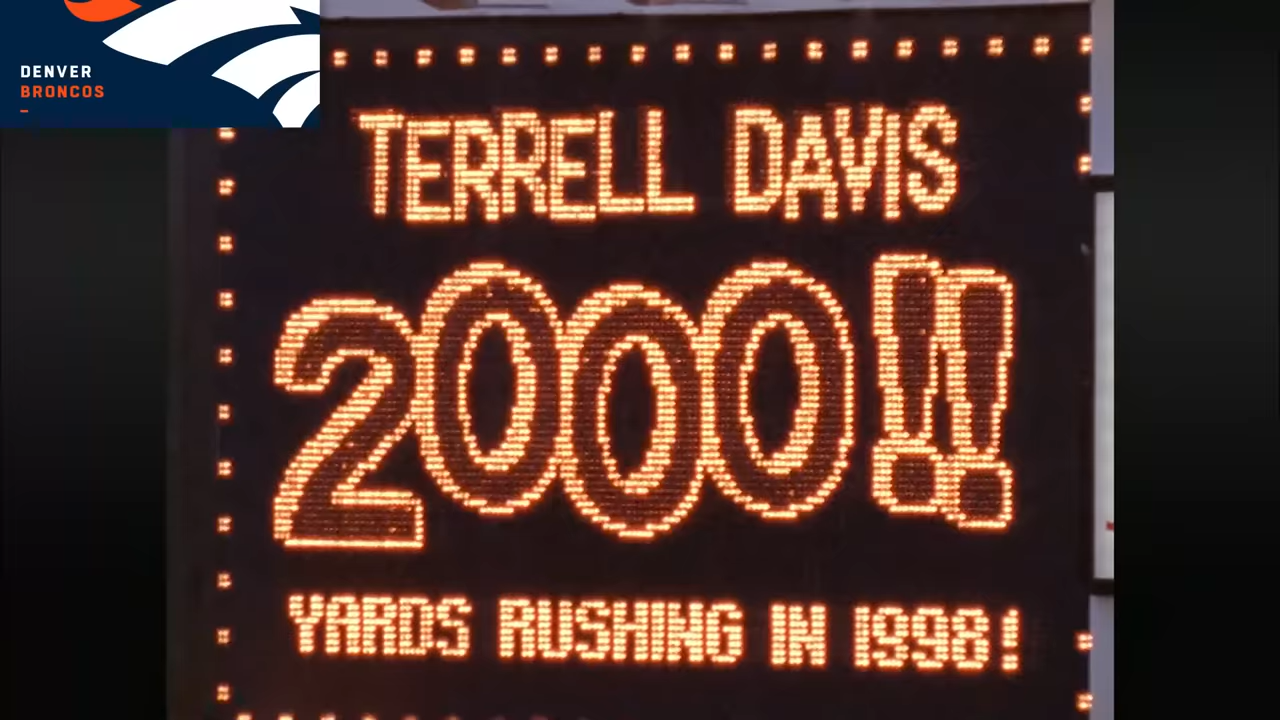 DENVER
BRONCOS
TERRELL DAVIS
2000!!
YARDS RUSHING IN 1998!